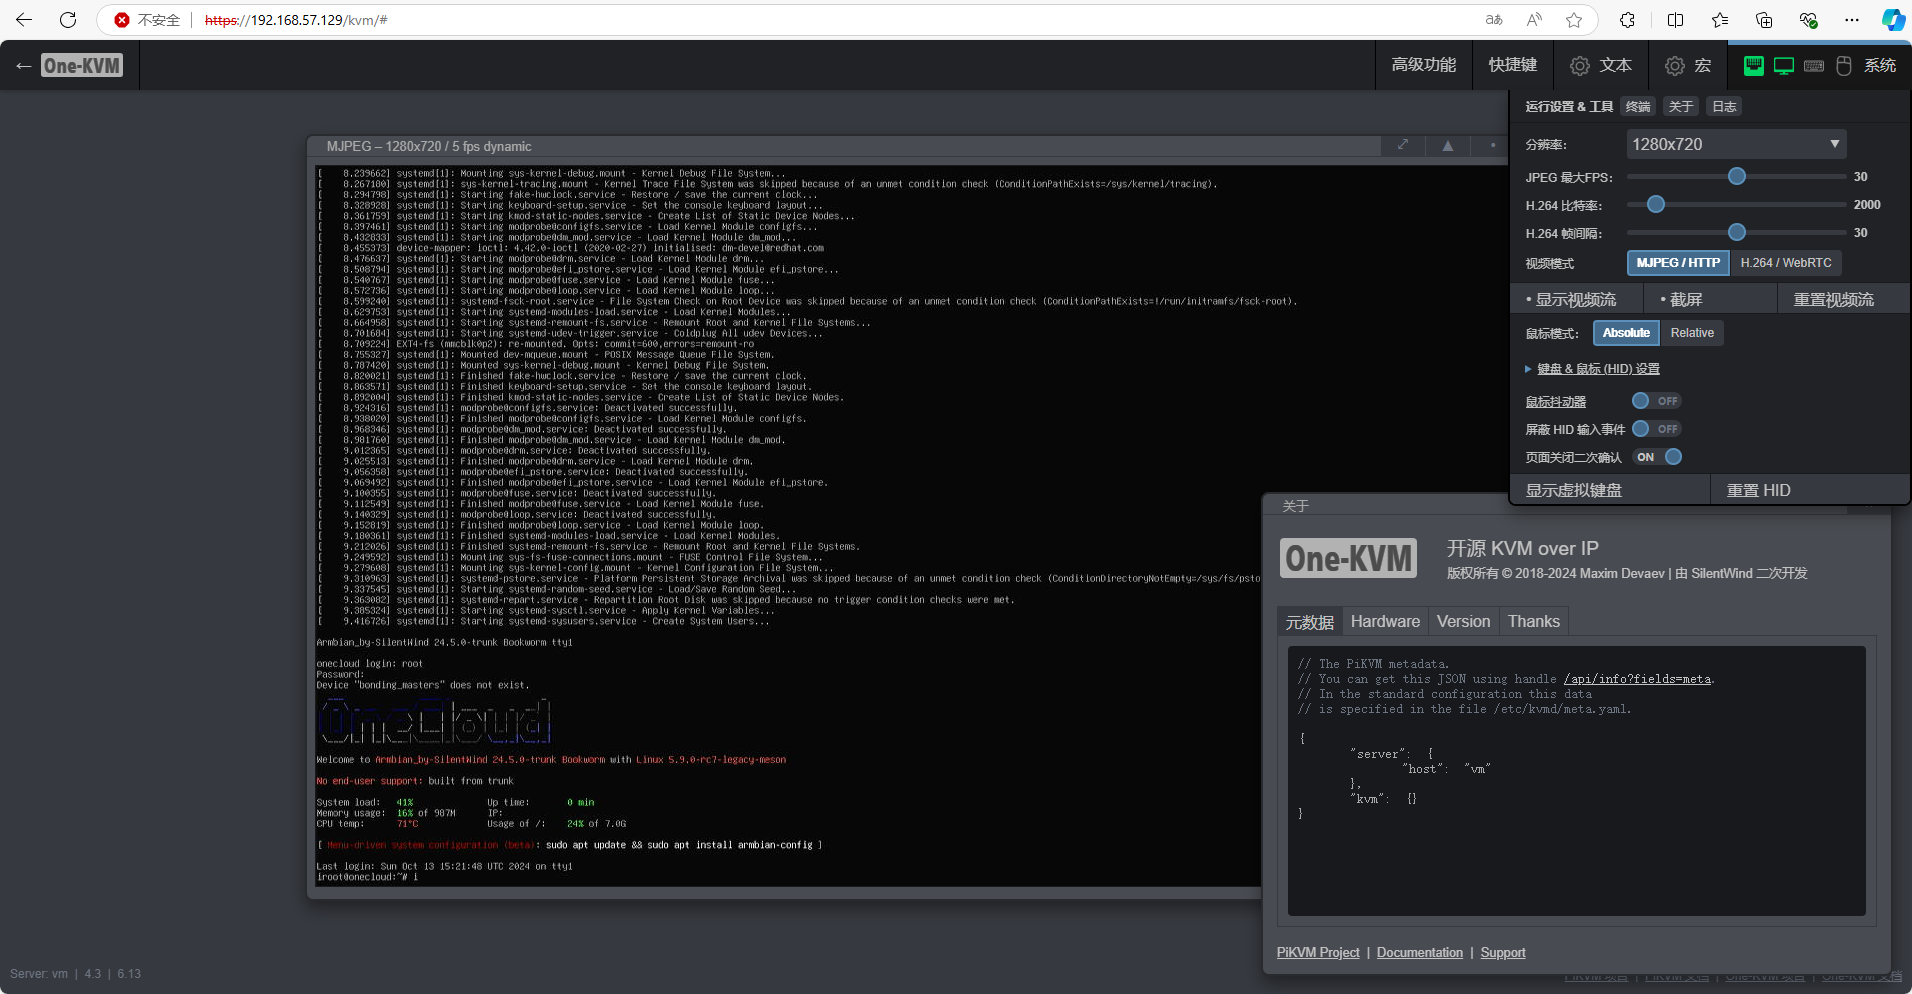 不安全
https://192.168.57.129/kvm/#
One-KVM
高级功能
快捷键
文本
宏
系统
MJPEG – 1280x720 / 5 fps dynamic
[    8.239662] systemd[1]: Mounting sys-kernel-debug.mount - Kernel Debug File System...
[    8.267180] systemd[1]: sys-kernel-tracing.mount - Kernel Trace File System was skipped because of an unmet condition check (ConditionPathExists=/sys/kernel/tracing).
[    8.294798] systemd[1]: Starting fake-hwclock.service - Restore / save the current clock...
[    8.328928] systemd[1]: Starting keyboard-setup.service - Set the console keyboard layout...
[    8.361759] systemd[1]: Starting kmod-static-nodes.service - Create List of Static Device Nodes...
[    8.397461] systemd[1]: Starting modprobe@configfs.service - Load Kernel Module configfs...
[    8.432833] systemd[1]: Starting modprobe@dm_mod.service - Load Kernel Module dm_mod...
[    8.455373] device-mapper: ioctl: 4.42.0-ioctl (2020-02-27) initialised: dm-devel@redhat.com
[    8.476637] systemd[1]: Starting modprobe@drm.service - Load Kernel Module drm...
[    8.508794] systemd[1]: Starting modprobe@efi_pstore.service - Load Kernel Module efi_pstore...
[    8.540767] systemd[1]: Starting modprobe@fuse.service - Load Kernel Module fuse...
[    8.572736] systemd[1]: Starting modprobe@loop.service - Load Kernel Module loop...
[    8.599240] systemd[1]: systemd-fsck-root.service - File System Check on Root Device was skipped because of an unmet condition check (ConditionPathExists=!/run/initramfs/fsck-root).
[    8.629753] systemd[1]: Starting systemd-modules-load.service - Load Kernel Modules...
[    8.664958] systemd[1]: Starting systemd-remount-fs.service - Remount Root and Kernel File Systems...
[    8.701684] systemd[1]: Starting systemd-udev-trigger.service - Coldplug All udev Devices...
[    8.709224] EXT4-fs (mmcblk0p2): re-mounted. Opts: commit=600,errors=remount-ro
[    8.755327] systemd[1]: Mounted dev-mqueue.mount - POSIX Message Queue File System.
[    8.787420] systemd[1]: Mounted sys-kernel-debug.mount - Kernel Debug File System.
[    8.820021] systemd[1]: Finished fake-hwclock.service - Restore / save the current clock.
[    8.863571] systemd[1]: Finished keyboard-setup.service - Set the console keyboard layout.
[    8.892004] systemd[1]: Finished kmod-static-nodes.service - Create List of Static Device Nodes.
[    8.924316] systemd[1]: modprobe@configfs.service: Deactivated successfully.
[    8.938020] systemd[1]: Finished modprobe@configfs.service - Load Kernel Module configfs.
[    8.968346] systemd[1]: modprobe@dm_mod.service: Deactivated successfully.
[    8.981760] systemd[1]: Finished modprobe@dm_mod.service - Load Kernel Module dm_mod.
[    9.012365] systemd[1]: modprobe@drm.service: Deactivated successfully.
[    9.025513] systemd[1]: Finished modprobe@drm.service - Load Kernel Module drm.
[    9.056358] systemd[1]: modprobe@efi_pstore.service: Deactivated successfully.
[    9.069492] systemd[1]: Finished modprobe@efi_pstore.service - Load Kernel Module efi_pstore.
[    9.100355] systemd[1]: modprobe@fuse.service: Deactivated successfully.
[    9.112549] systemd[1]: Finished modprobe@fuse.service - Load Kernel Module fuse.
[    9.140329] systemd[1]: modprobe@loop.service: Deactivated successfully.
[    9.152819] systemd[1]: Finished modprobe@loop.service - Load Kernel Module loop.
[    9.180361] systemd[1]: Finished systemd-modules-load.service - Load Kernel Modules.
[    9.212026] systemd[1]: Finished systemd-remount-fs.service - Remount Root and Kernel File Systems.
[    9.249592] systemd[1]: Mounting sys-fs-fuse-connections.mount - FUSE Control File System...
[    9.279608] systemd[1]: Mounting sys-kernel-config.mount - Kernel Configuration File System...
[    9.310963] systemd[1]: systemd-pstore.service - Platform Persistent Storage Archival was skipped because of an unmet condition check (ConditionDirectoryNotEmpty=/sys/fs/psto
[    9.337545] systemd[1]: Starting systemd-random-seed.service - Load/Save Random Seed...
[    9.363082] systemd[1]: systemd-repart.service - Repartition Root Disk was skipped because no trigger condition checks were met.
[    9.385324] systemd[1]: Starting systemd-sysctl.service - Apply Kernel Variables...
[    9.416726] systemd[1]: Starting systemd-sysusers.service - Create System Users...
Armbian_by-SilentWind 24.5.0-trunk Bookworm tty1
onecloud login: root
Password:
Device "bonding_masters" does not exist.
Welcome to Armbian_by-SilentWind 24.5.0-trunk Bookworm with Linux 5.9.0-rc7-legacy-meson
No end-user support: built from trunk
System load:   41%   Up time:       0 min
Memory usage:  16% of 987M   IP:
CPU temp:      71°C   Usage of /:   24% of 7.0G
[ Menu-driven system configuration (beta): sudo apt update && sudo apt install armbian-config ]
Last login: Sun Oct 13 15:21:48 UTC 2024 on tty1
iroot@onecloud:~# i
运行设置 & 工具 终端 关于 日志
分辨率: 1280x720
JPEG 最大FPS: 30
H.264 比特率: 2000
H.264 帧间隔: 30
视频模式 MJPEG / HTTP H.264 / WebRTC
• 显示视频流 • 截屏 重置视频流
鼠标模式: Absolute Relative
键盘 & 鼠标 (HID) 设置
鼠标抖动器 OFF
屏蔽 HID 输入事件 OFF
页面关闭二次确认 ON
显示虚拟键盘 重置 HID
关于
One-KVM
开源 KVM over IP
版权所有 © 2018-2024 Maxim Devaev | 由 SilentWind 二次开发
元数据 Hardware Version Thanks
// The PiKVM metadata.
// You can get this JSON using handle /api/info?fields=meta.
// In the standard configuration this data
// is specified in the file /etc/kvmd/meta.yaml.
{
"server": {
"host": "vm"
},
"kvm": {}
}
PiKVM Project | Documentation | Support
Server: vm | 4.3 | 6.13
PiKVM 项目 | PiKVM 文档 | One-KVM 项目 | One-KVM 文档